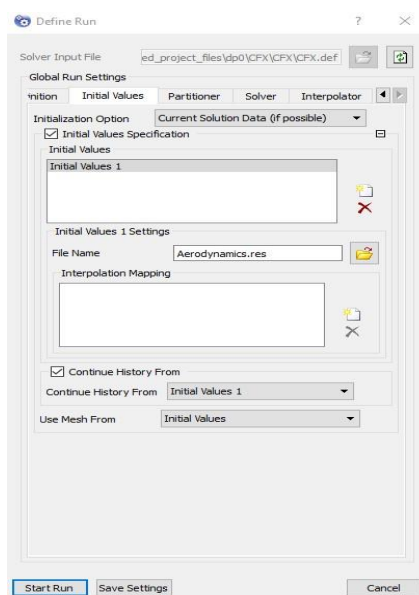 Define Run
Solver Input File ed_project_files\dp0\CFX\CFX\CFX.def
Global Run Settings
nition Initial Values Partitioner Solver Interpolator
Initialization Option Current Solution Data (if possible)
Initial Values Specification
Initial Values
Initial Values 1
Initial Values 1 Settings
File Name Aerodynamics.res
Interpolation Mapping
Continue History From
Continue History From Initial Values 1
Use Mesh From Initial Values
Start Run Save Settings Cancel